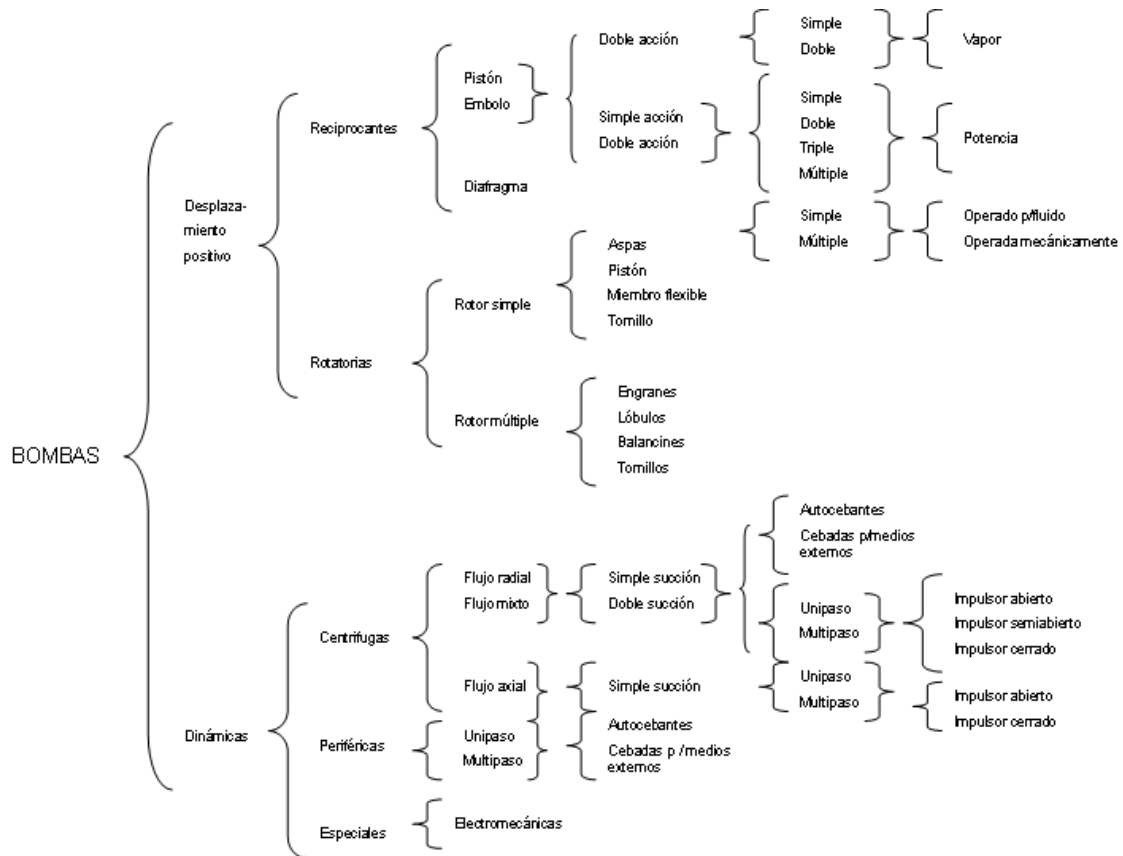 BOMBAS
Desplaza-
miento
positivo
Reciprocantes
Pistón
Embolo
Doble acción
Simple
Doble
Vapor
Simple acción
Doble acción
Simple
Doble
Triple
Múltiple
Potencia
Diafragma
Simple
Múltiple
Operado p/fluido
Operada mecánicamente
Rotatorias
Rotor simple
Aspas
Pistón
Miembro flexible
Tornillo
Rotor múltiple
Engranes
Lóbulos
Balancines
Tornillos
Dinámicas
Centrifugas
Flujo radial
Flujo mixto
Simple succión
Doble succión
Autocebantes
Cebadas p/medios
externos
Unipaso
Multipaso
Impulsor abierto
Impulsor semiabierto
Impulsor cerrado
Flujo axial
Simple succión
Unipaso
Multipaso
Impulsor abierto
Impulsor cerrado
Periféricas
Unipaso
Multipaso
Autocebantes
Cebadas p /medios
externos
Especiales
Electromecánicas